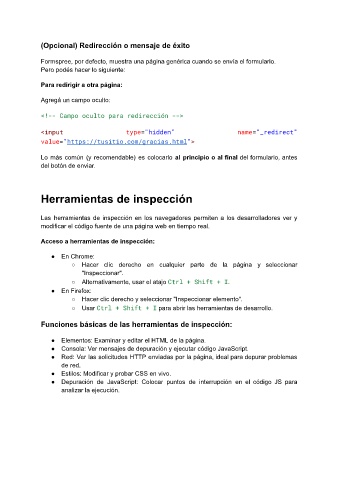 (Opcional) Redirección o mensaje de éxito
Formspree, por defecto, muestra una página genérica cuando se envía el formulario.
Pero podés hacer lo siguiente:
Para redirigir a otra página:
Agregá un campo oculto:
<!-- Campo oculto para redirección -->
<input type="hidden" name="_redirect"
value="https://tusitio.com/gracias.html">
Lo más común (y recomendable) es colocarlo al principio o al final del formulario, antes
del botón de enviar.
Herramientas de inspección
Las herramientas de inspección en los navegadores permiten a los desarrolladores ver y
modificar el código fuente de una página web en tiempo real.
Acceso a herramientas de inspección:
● En Chrome:
○ Hacer clic derecho en cualquier parte de la página y seleccionar
"Inspeccionar".
○ Alternativamente, usar el atajo Ctrl + Shift + I.
● En Firefox:
○ Hacer clic derecho y seleccionar "Inspeccionar elemento".
○ Usar Ctrl + Shift + I para abrir las herramientas de desarrollo.
Funciones básicas de las herramientas de inspección:
● Elementos: Examinar y editar el HTML de la página.
● Consola: Ver mensajes de depuración y ejecutar código JavaScript.
● Red: Ver las solicitudes HTTP enviadas por la página, ideal para depurar problemas
de red.
● Estilos: Modificar y probar CSS en vivo.
● Depuración de JavaScript: Colocar puntos de interrupción en el código JS para
analizar la ejecución.